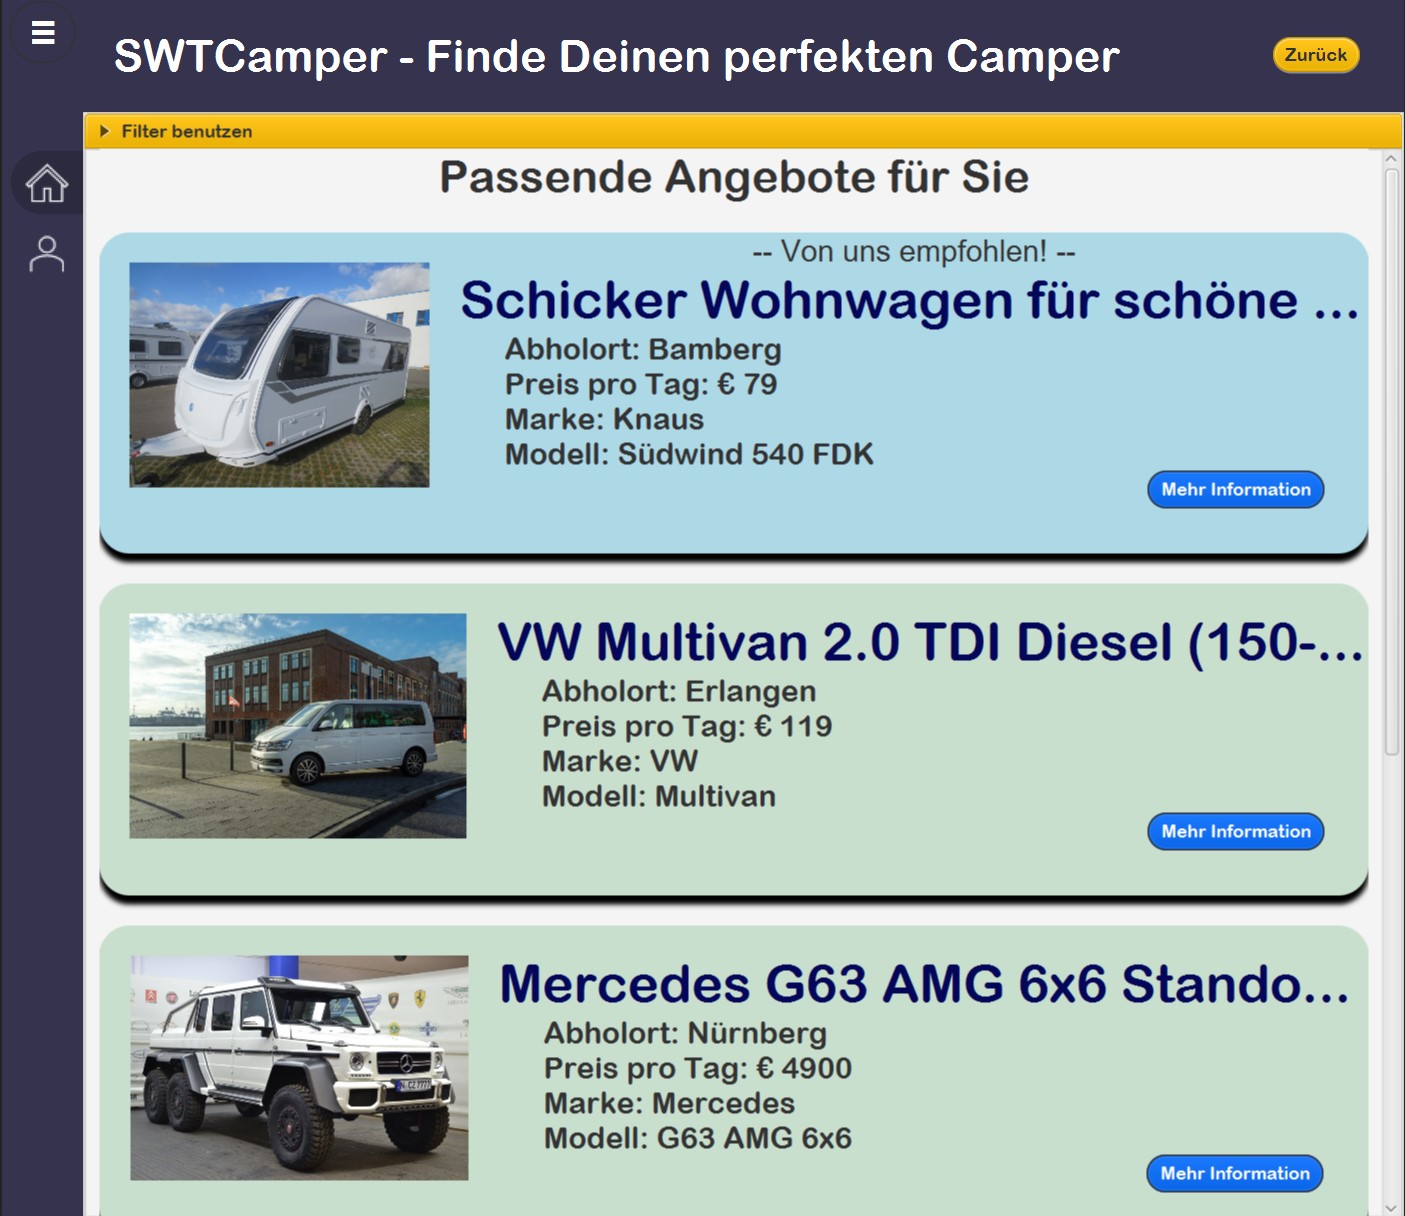 SWTCamper - Finde Deinen perfekten Camper
Zurück
Filter benutzen
Passende Angebote für Sie
-- Von uns empfohlen! --
Schicker Wohnwagen für schöne ...
Abholort: Bamberg
Preis pro Tag: € 79
Marke: Knaus
Modell: Südwind 540 FDK
Mehr Information
VW Multivan 2.0 TDI Diesel (150-...
Abholort: Erlangen
Preis pro Tag: € 119
Marke: VW
Modell: Multivan
Mehr Information
Mercedes G63 AMG 6x6 Stando...
Abholort: Nürnberg
Preis pro Tag: € 4900
Marke: Mercedes
Modell: G63 AMG 6x6
Mehr Information